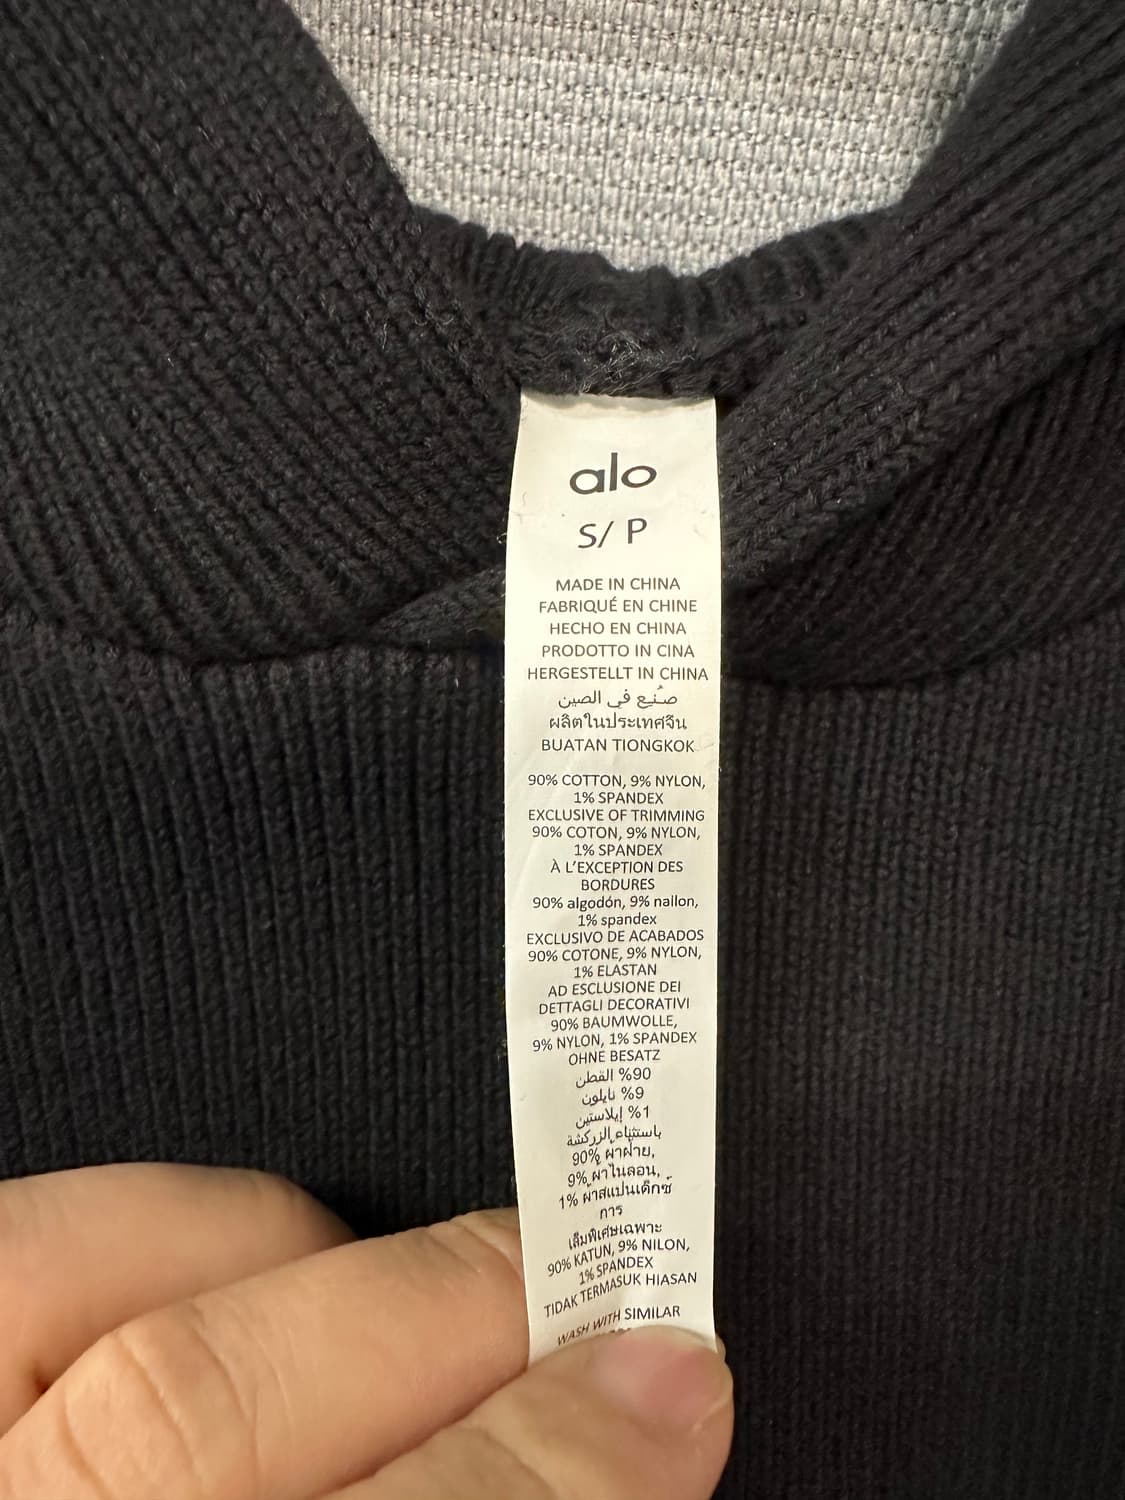 alo
S/ P
MADE IN CHINA
FABRIQUÉ EN CHINE
HECHO EN CHINA
PRODOTTO IN CINA
HERGESTELLT IN CHINA
صُنع في الصين
ผลิตในประเทศจีน
BUATAN TIONGKOK
90% COTTON, 9% NYLON,
1% SPANDEX
EXCLUSIVE OF TRIMMING
90% COTON, 9% NYLON,
1% SPANDEX
À L'EXCEPTION DES
BORDURES
90% algodón, 9% nailon,
1% spandex
EXCLUSIVO DE ACABADOS
90% COTONE, 9% NYLON,
1% ELASTAN
AD ESCLUSIONE DEI
DETTAGLI DECORATIVI
90% BAUMWOLLE,
9% NYLON, 1% SPANDEX
OHNE BESATZ
90% القطن
9% نايلون
1% إيلاستين
باستثناء الزركشة
90% ผ้าฝ้าย,
9% ผ้าไนลอน,
1% ผ้าสแปนเด็กซ์
การ
เล็มพิเศษเฉพาะ
90% KATUN, 9% NILON,
1% SPANDEX
TIDAK TERMASUK HIASAN
WASH WITH SIMILAR